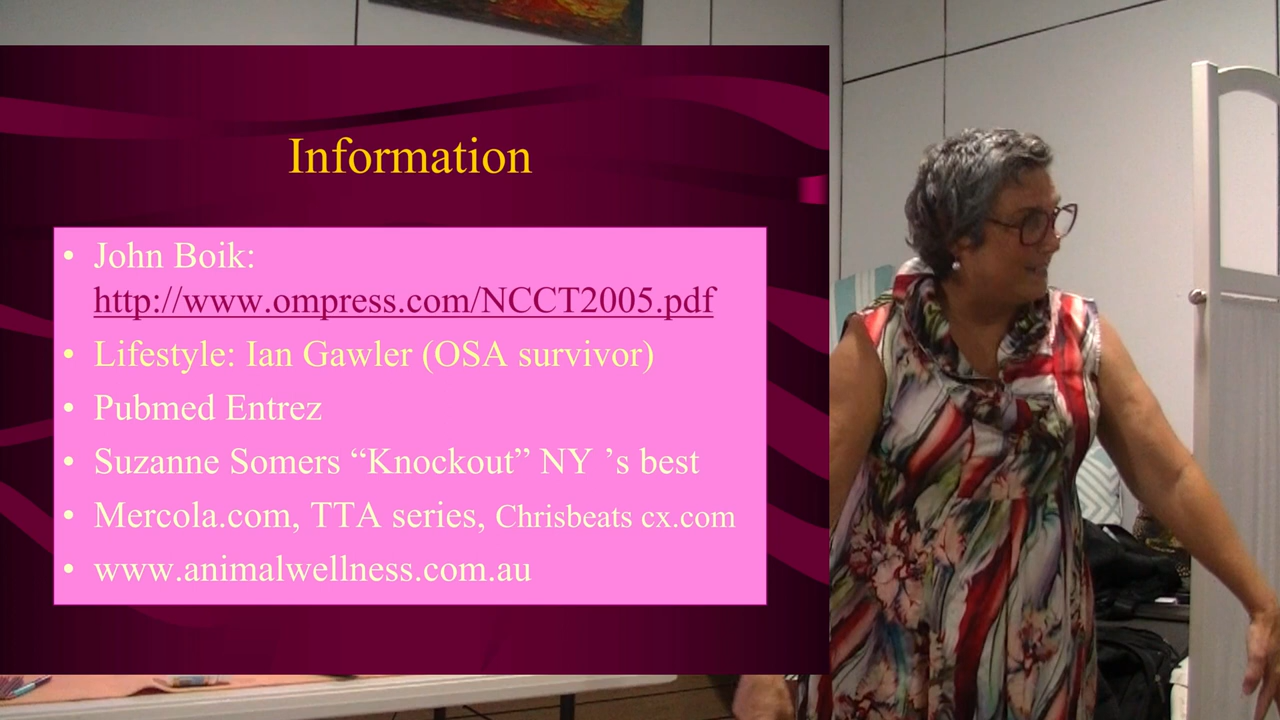 Information
• John Boik:
http://www.ompress.com/NCCT2005.pdf
• Lifestyle: Ian Gawler (OSA survivor)
• Pubmed Entrez
• Suzanne Somers “Knockout” NY ’s best
• Mercola.com, TTA series, Chrisbeats cx.com
• www.animalwellness.com.au